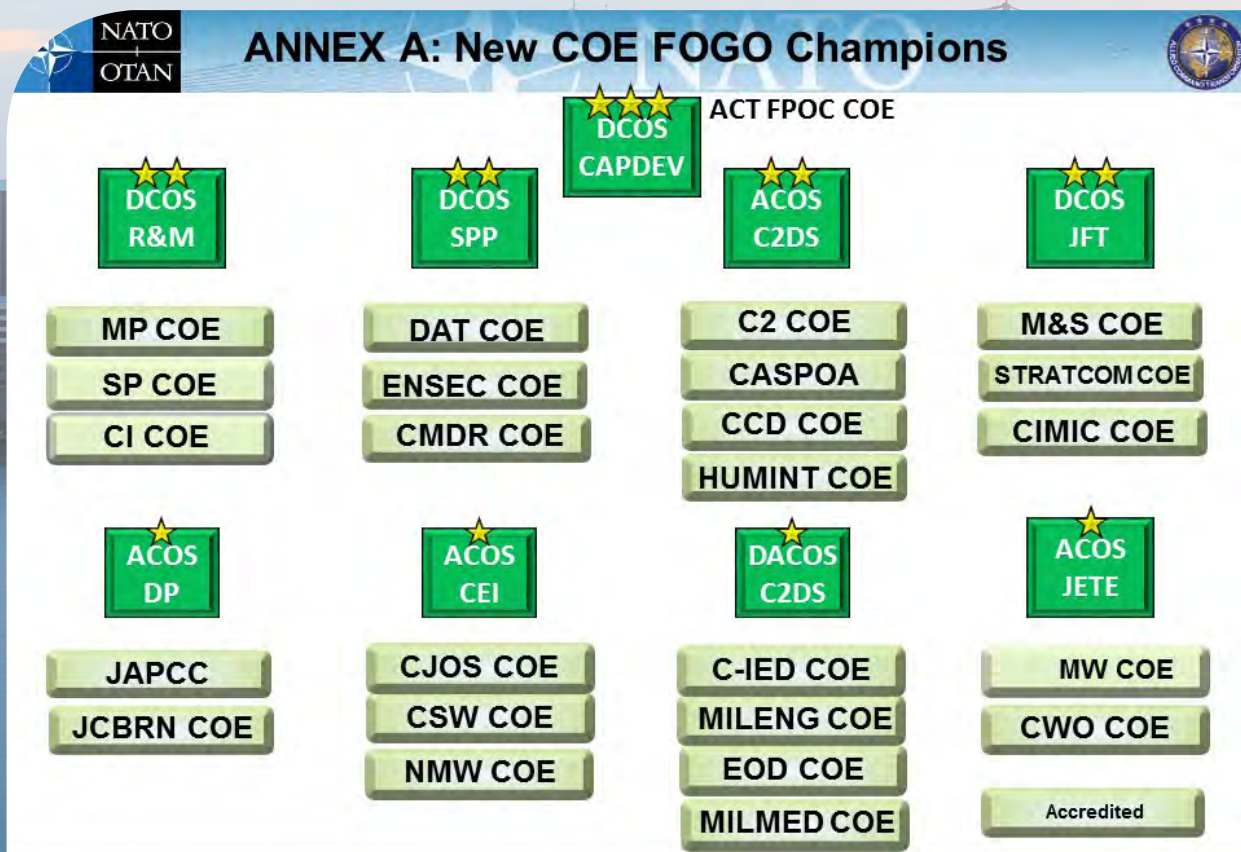 NATO
OTAN
ANNEX A: New COE FOGO Champions
ALLIED COMMAND TRANSFORMATION
DCOS
CAPDEV
ACT FPOC COE
DCOS
R&M
MP COE
SP COE
CI COE
DCOS
SPP
DAT COE
ENSEC COE
CMDR COE
ACOS
C2DS
C2 COE
CASPOA
CCD COE
HUMINT COE
DCOS
JFT
M&S COE
STRATCOM COE
CIMIC COE
ACOS
DP
JAPCC
JCBRN COE
ACOS
CEI
CJOS COE
CSW COE
NMW COE
DACOS
C2DS
C-IED COE
MILENG COE
EOD COE
MILMED COE
ACOS
JETE
MW COE
CWO COE
Accredited